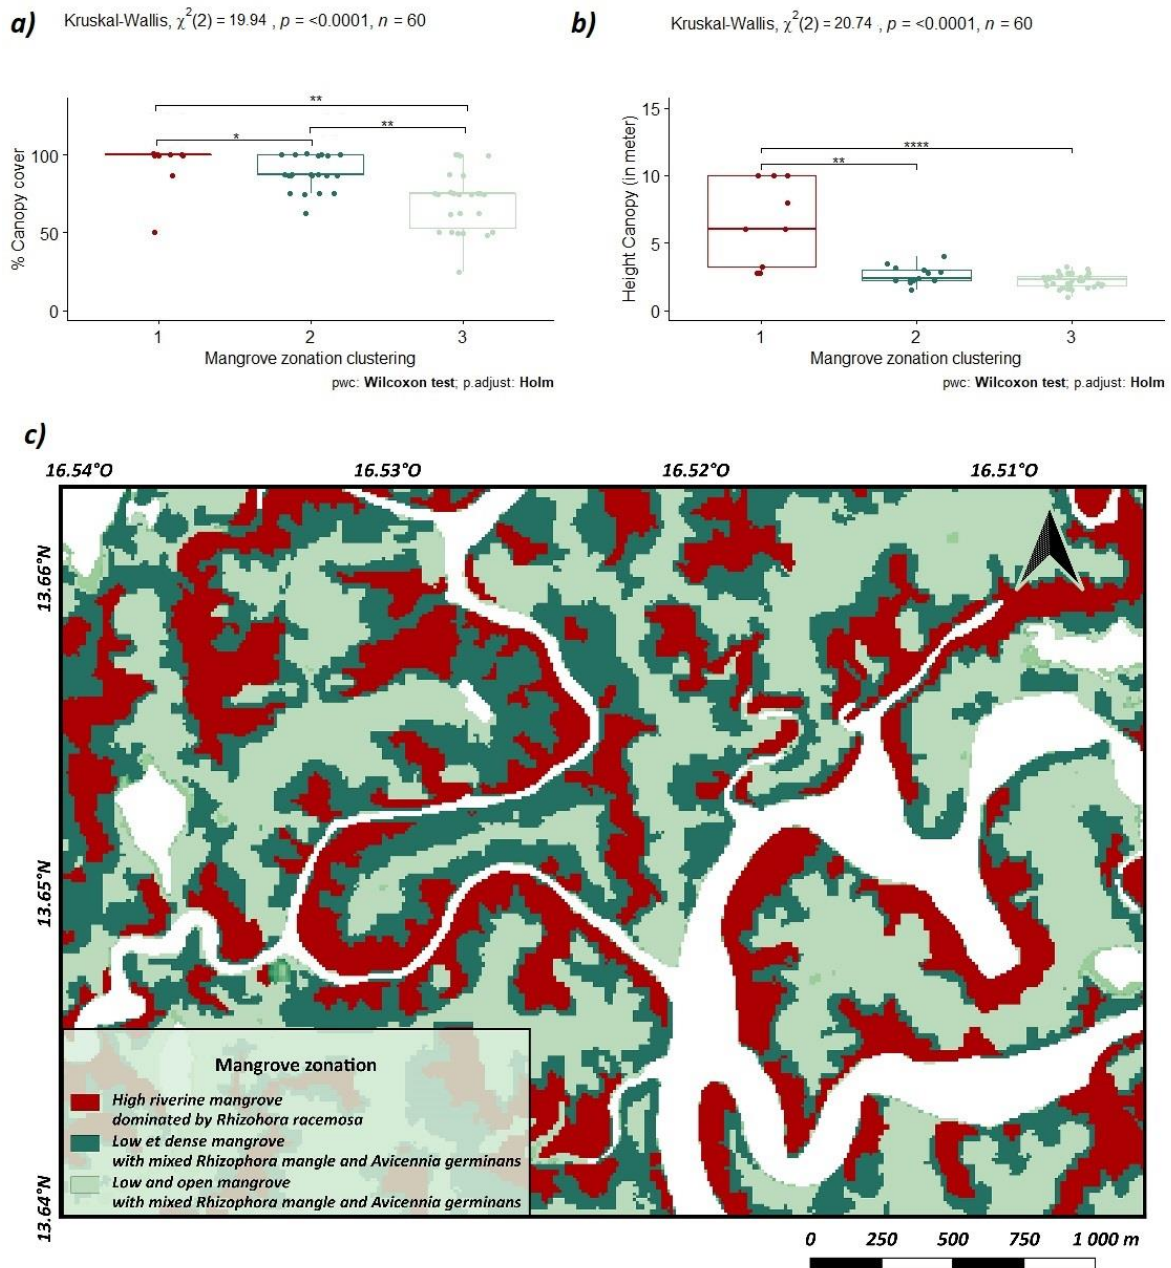 a) Kruskal-Wallis, χ²(2) = 19.94 , p = <0.0001, n = 60
**
**
*
100
50
0
% Canopy cover
1 2 3
Mangrove zonation clustering
pwc: Wilcoxon test; p.adjust: Holm
b) Kruskal-Wallis, χ²(2) = 20.74 , p = <0.0001, n = 60
****
**
15
10
5
0
Height Canopy (in meter)
1 2 3
Mangrove zonation clustering
pwc: Wilcoxon test; p.adjust: Holm
c)
16.54°O 16.53°O 16.52°O 16.51°O
13.66°N
13.65°N
13.64°N
Mangrove zonation
High riverine mangrove
dominated by Rhizohora racemosa
Low et dense mangrove
with mixed Rhizophora mangle and Avicennia germinans
Low and open mangrove
with mixed Rhizophora mangle and Avicennia germinans
0 250 500 750 1 000 m